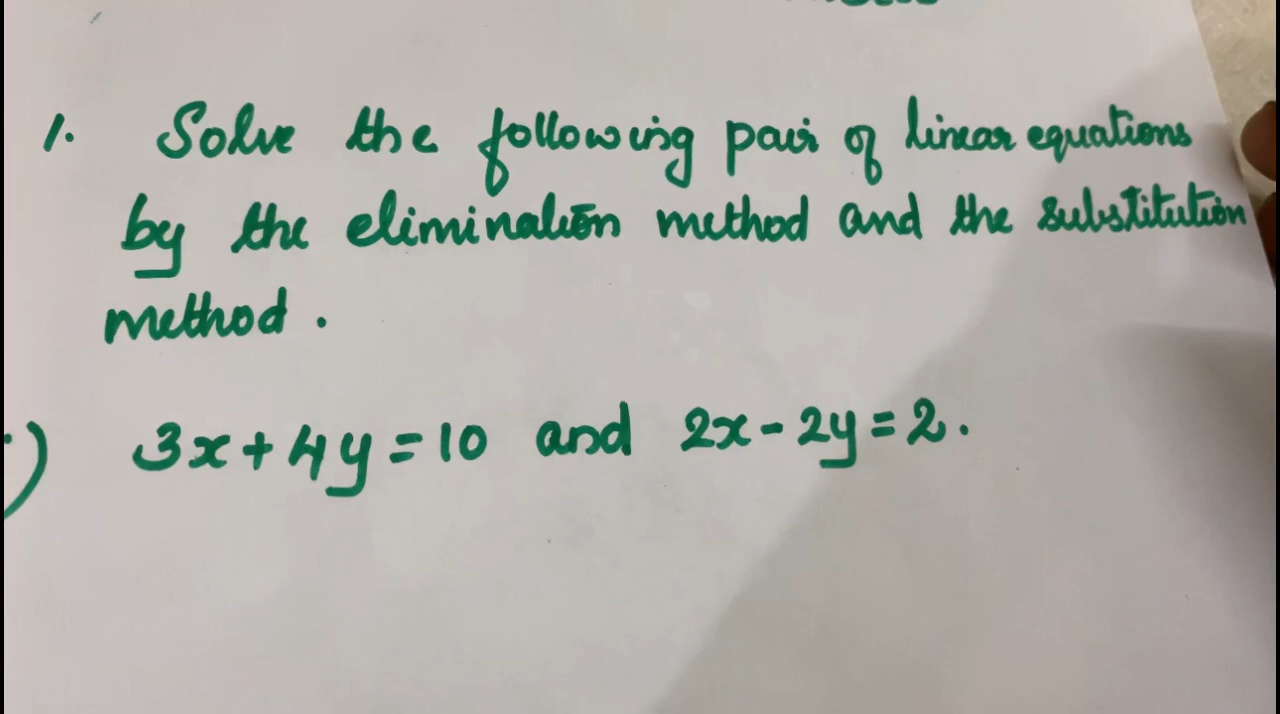 1. Solve the following pair of linear equations
by the elimination method and the substitution
method.
) 3x+4y=10 and 2x-2y=2.